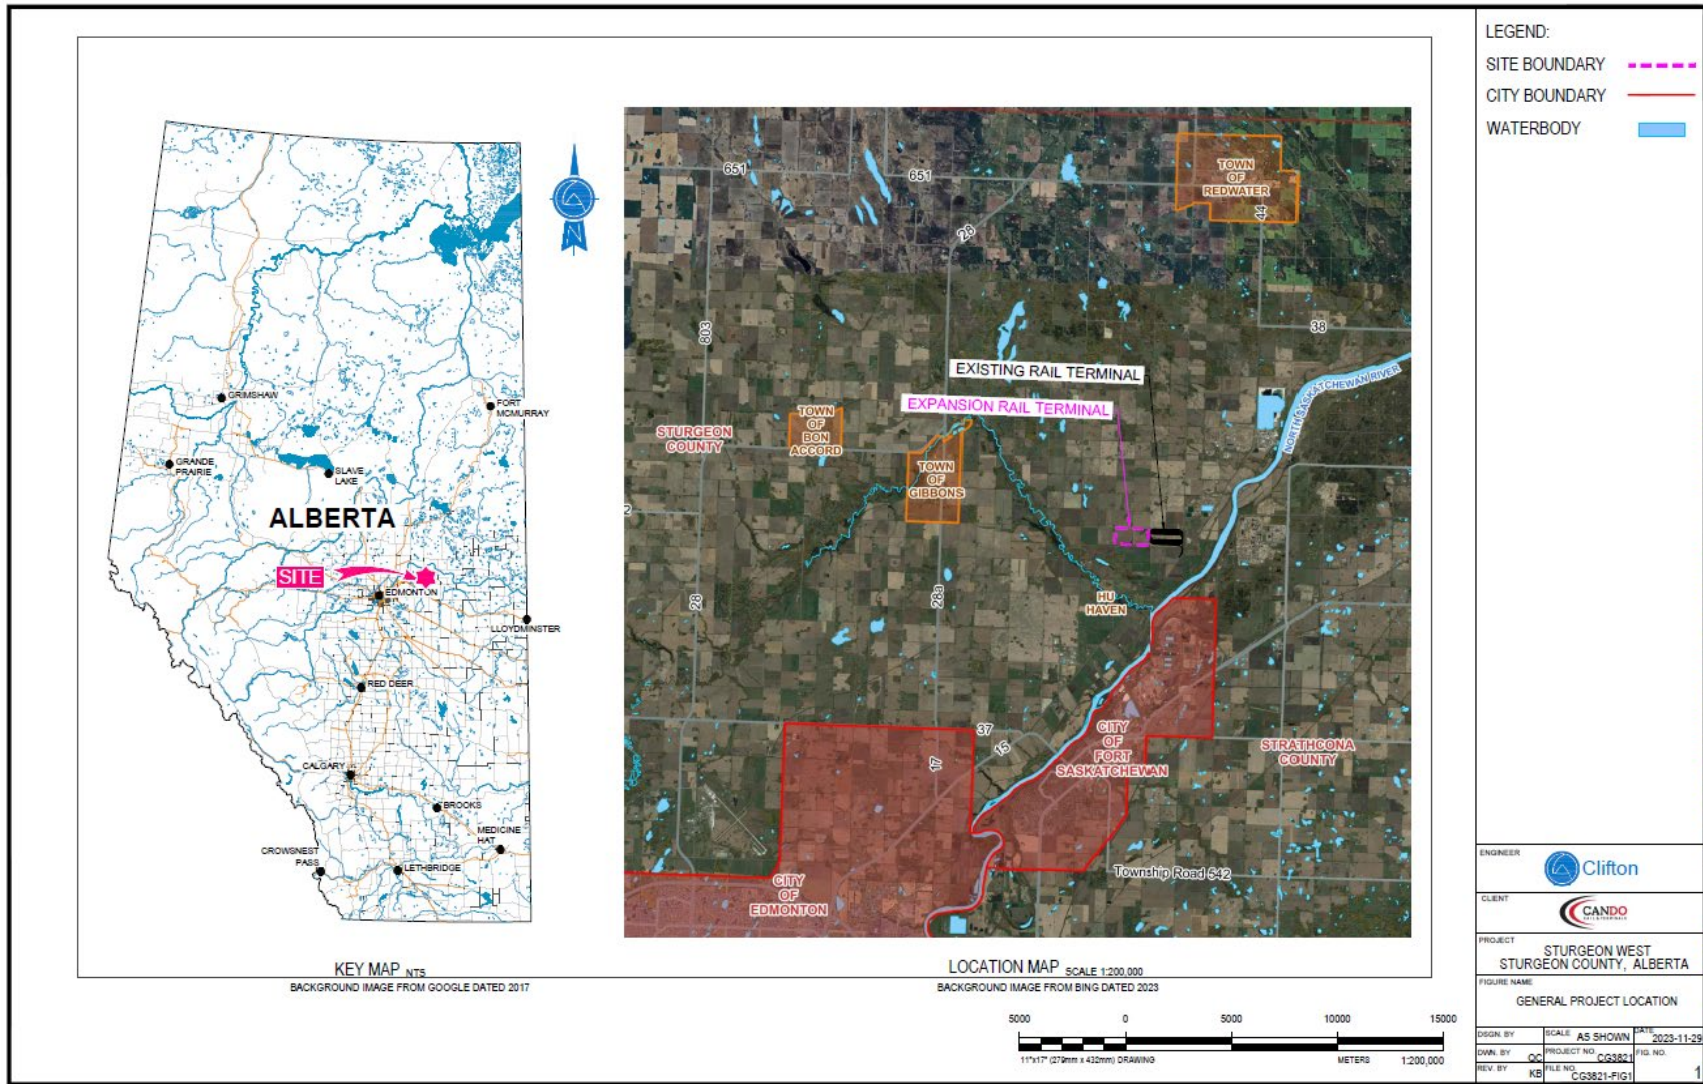 GRIMSHAW
FORT
MCMURRAY
GRANDE
PRAIRIE
SLAVE
LAKE
ALBERTA
SITE
EDMONTON
LLOYDMINSTER
RED DEER
CALGARY
BROOKS
MEDICINE
HAT
CROWSNEST
PASS
LETHBRIDGE
N
KEY MAP NTS
BACKGROUND IMAGE FROM GOOGLE DATED 2017
651
651
TOWN
OF
REDWATER
44
28
803
38
EXISTING RAIL TERMINAL
EXPANSION RAIL TERMINAL
NORTH SASKATCHEWAN RIVER
STURGEON
COUNTY
TOWN
OF
BON
ACCORD
TOWN
OF
GIBBONS
2
28
28a
HU
HAVEN
37
15
17
CITY
OF
FORT
SASKATCHEWAN
STRATHCONA
COUNTY
CITY
OF
EDMONTON
Township Road 542
LOCATION MAP SCALE 1:200,000
BACKGROUND IMAGE FROM BING DATED 2023
5000 0 5000 10000 15000
11"x17" (279mm x 432mm) DRAWING METERS 1:200,000
LEGEND:
SITE BOUNDARY
CITY BOUNDARY
WATERBODY
ENGINEER
Clifton
CLIENT
CANDO
PROJECT
STURGEON WEST
STURGEON COUNTY, ALBERTA
FIGURE NAME
GENERAL PROJECT LOCATION
DSGN. BY SCALE AS SHOWN DATE 2023-11-29
DWN. BY QC PROJECT NO. CG3821 FIG. NO.
REV. BY KB FILE NO. CG3821-FIG1 1